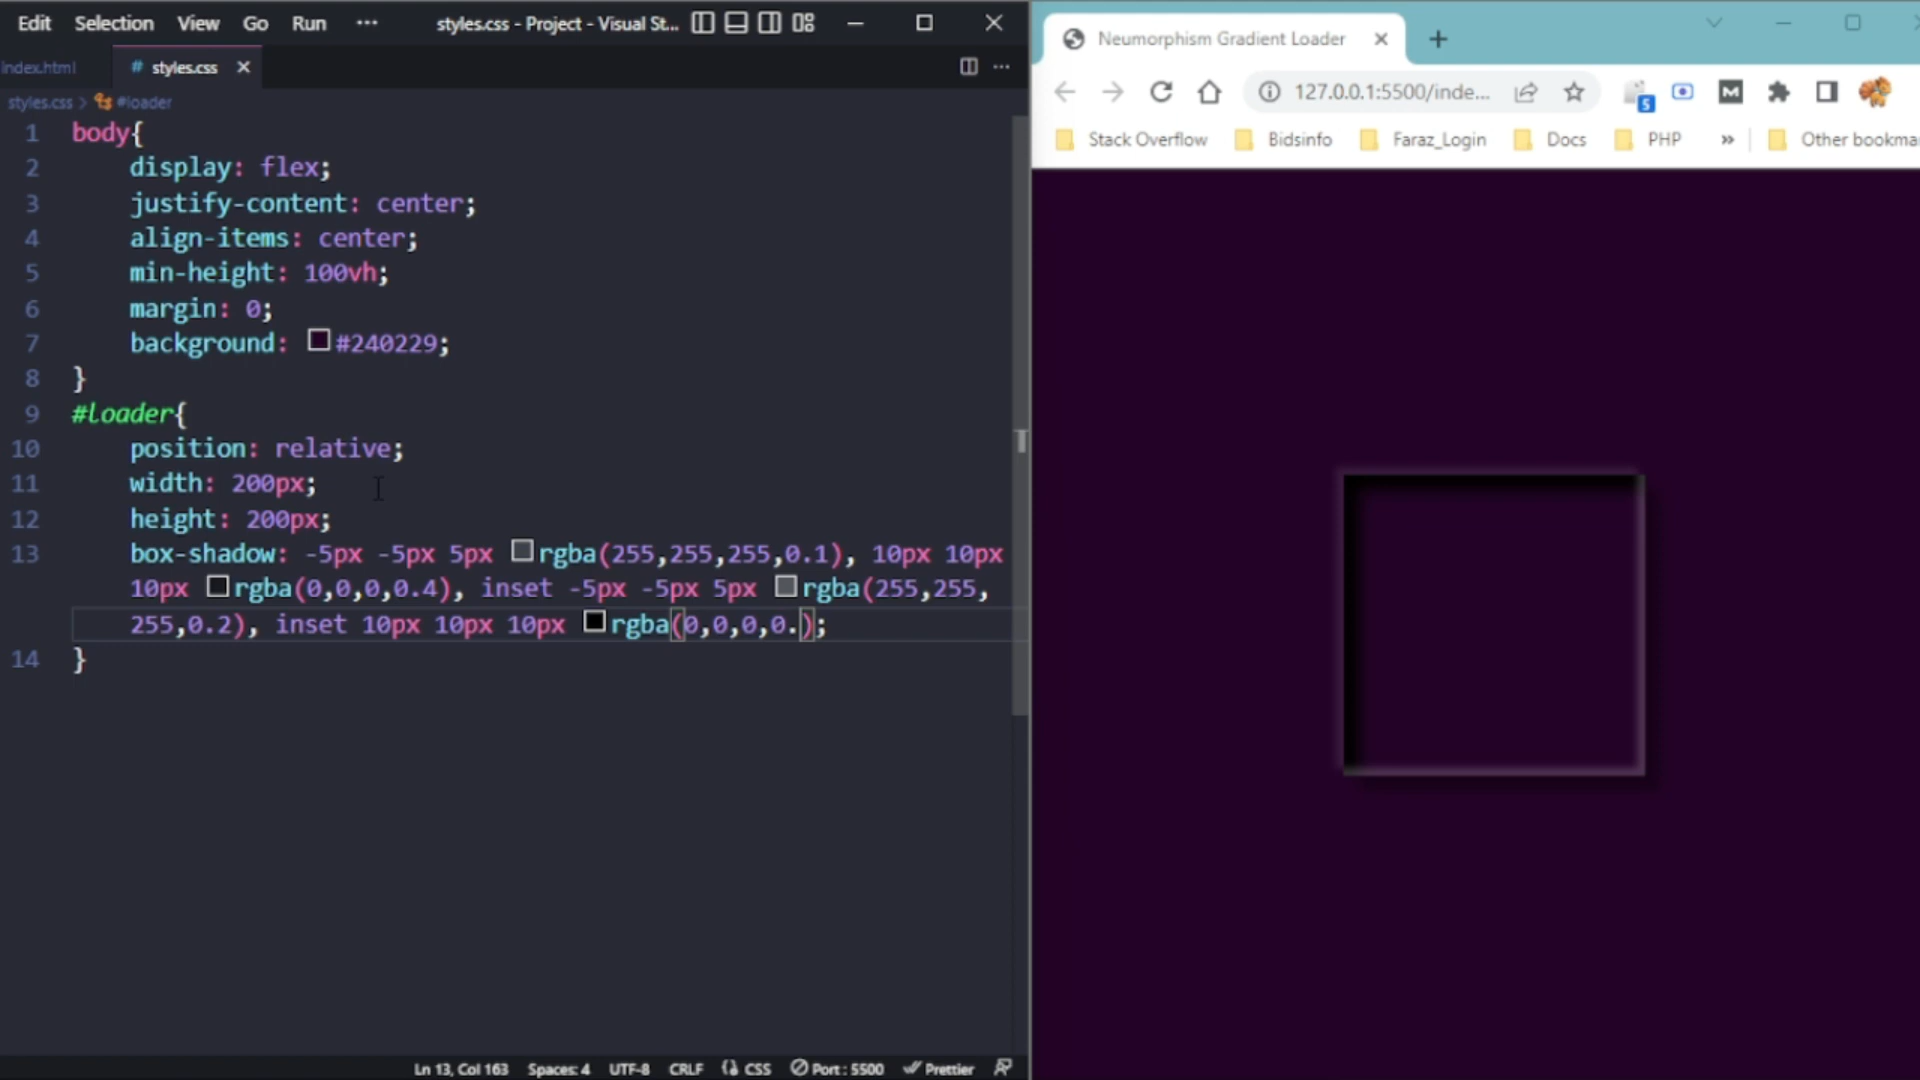 Edit Selection View Go Run ··· styles.css - Project - Visual St...
index.html # styles.css ···
styles.css > #loader
1 body{
2 display: flex;
3 justify-content: center;
4 align-items: center;
5 min-height: 100vh;
6 margin: 0;
7 background: #240229;
8 }
9 #loader{
10 position: relative;
11 width: 200px;
12 height: 200px;
13 box-shadow: -5px -5px 5px rgba(255,255,255,0.1), 10px 10px
10px rgba(0,0,0,0.4), inset -5px -5px 5px rgba(255,255,
255,0.2), inset 10px 10px 10px rgba(0,0,0,0.);
14 }
Ln 13, Col 163 Spaces: 4 UTF-8 CRLF CSS Port : 5500 Prettier
Neumorphism Gradient Loader
127.0.0.1:5500/inde... 5 M
Stack Overflow Bidsinfo Faraz_Login Docs PHP » Other bookma